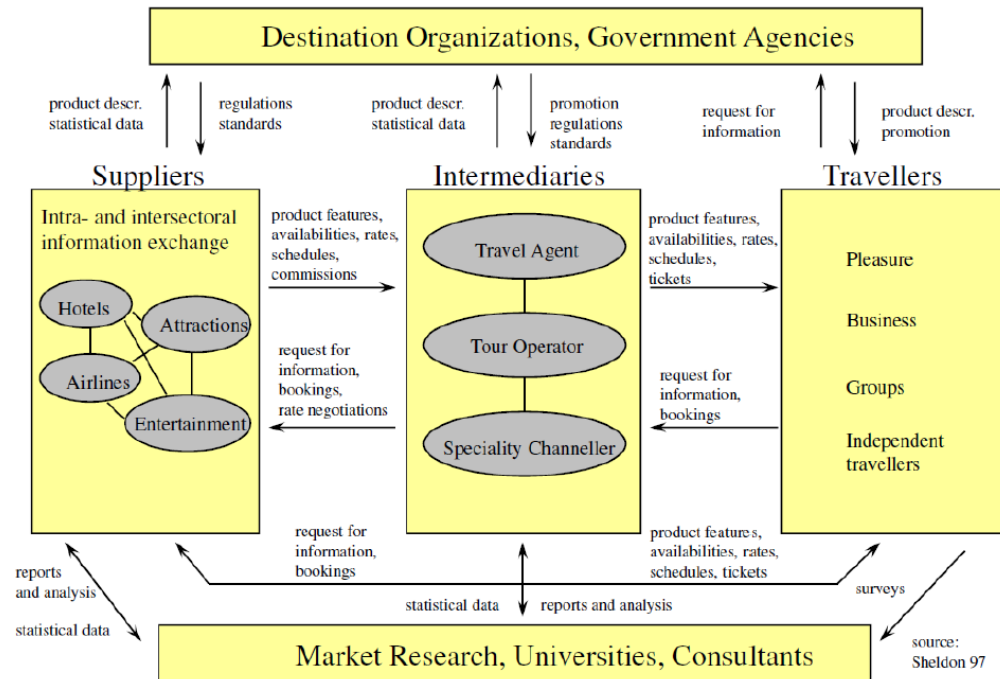 Destination Organizations, Government Agencies
product descr.
statistical data
regulations
standards
product descr.
statistical data
promotion
regulations
standards
request for
information
product descr.
promotion
Suppliers
Intermediaries
Travellers
Intra- and intersectoral
information exchange
Hotels
Attractions
Airlines
Entertainment
product features,
availabilities, rates,
schedules,
commissions
request for
information,
bookings,
rate negotiations
Travel Agent
Tour Operator
Speciality Channeller
product features,
availabilities, rates,
schedules,
tickets
request for
information,
bookings
Pleasure
Business
Groups
Independent
travellers
reports
and analysis
statistical data
request for
information,
bookings
product features,
availabilities, rates,
schedules, tickets
statistical data
reports and analysis
surveys
Market Research, Universities, Consultants
source:
Sheldon 97